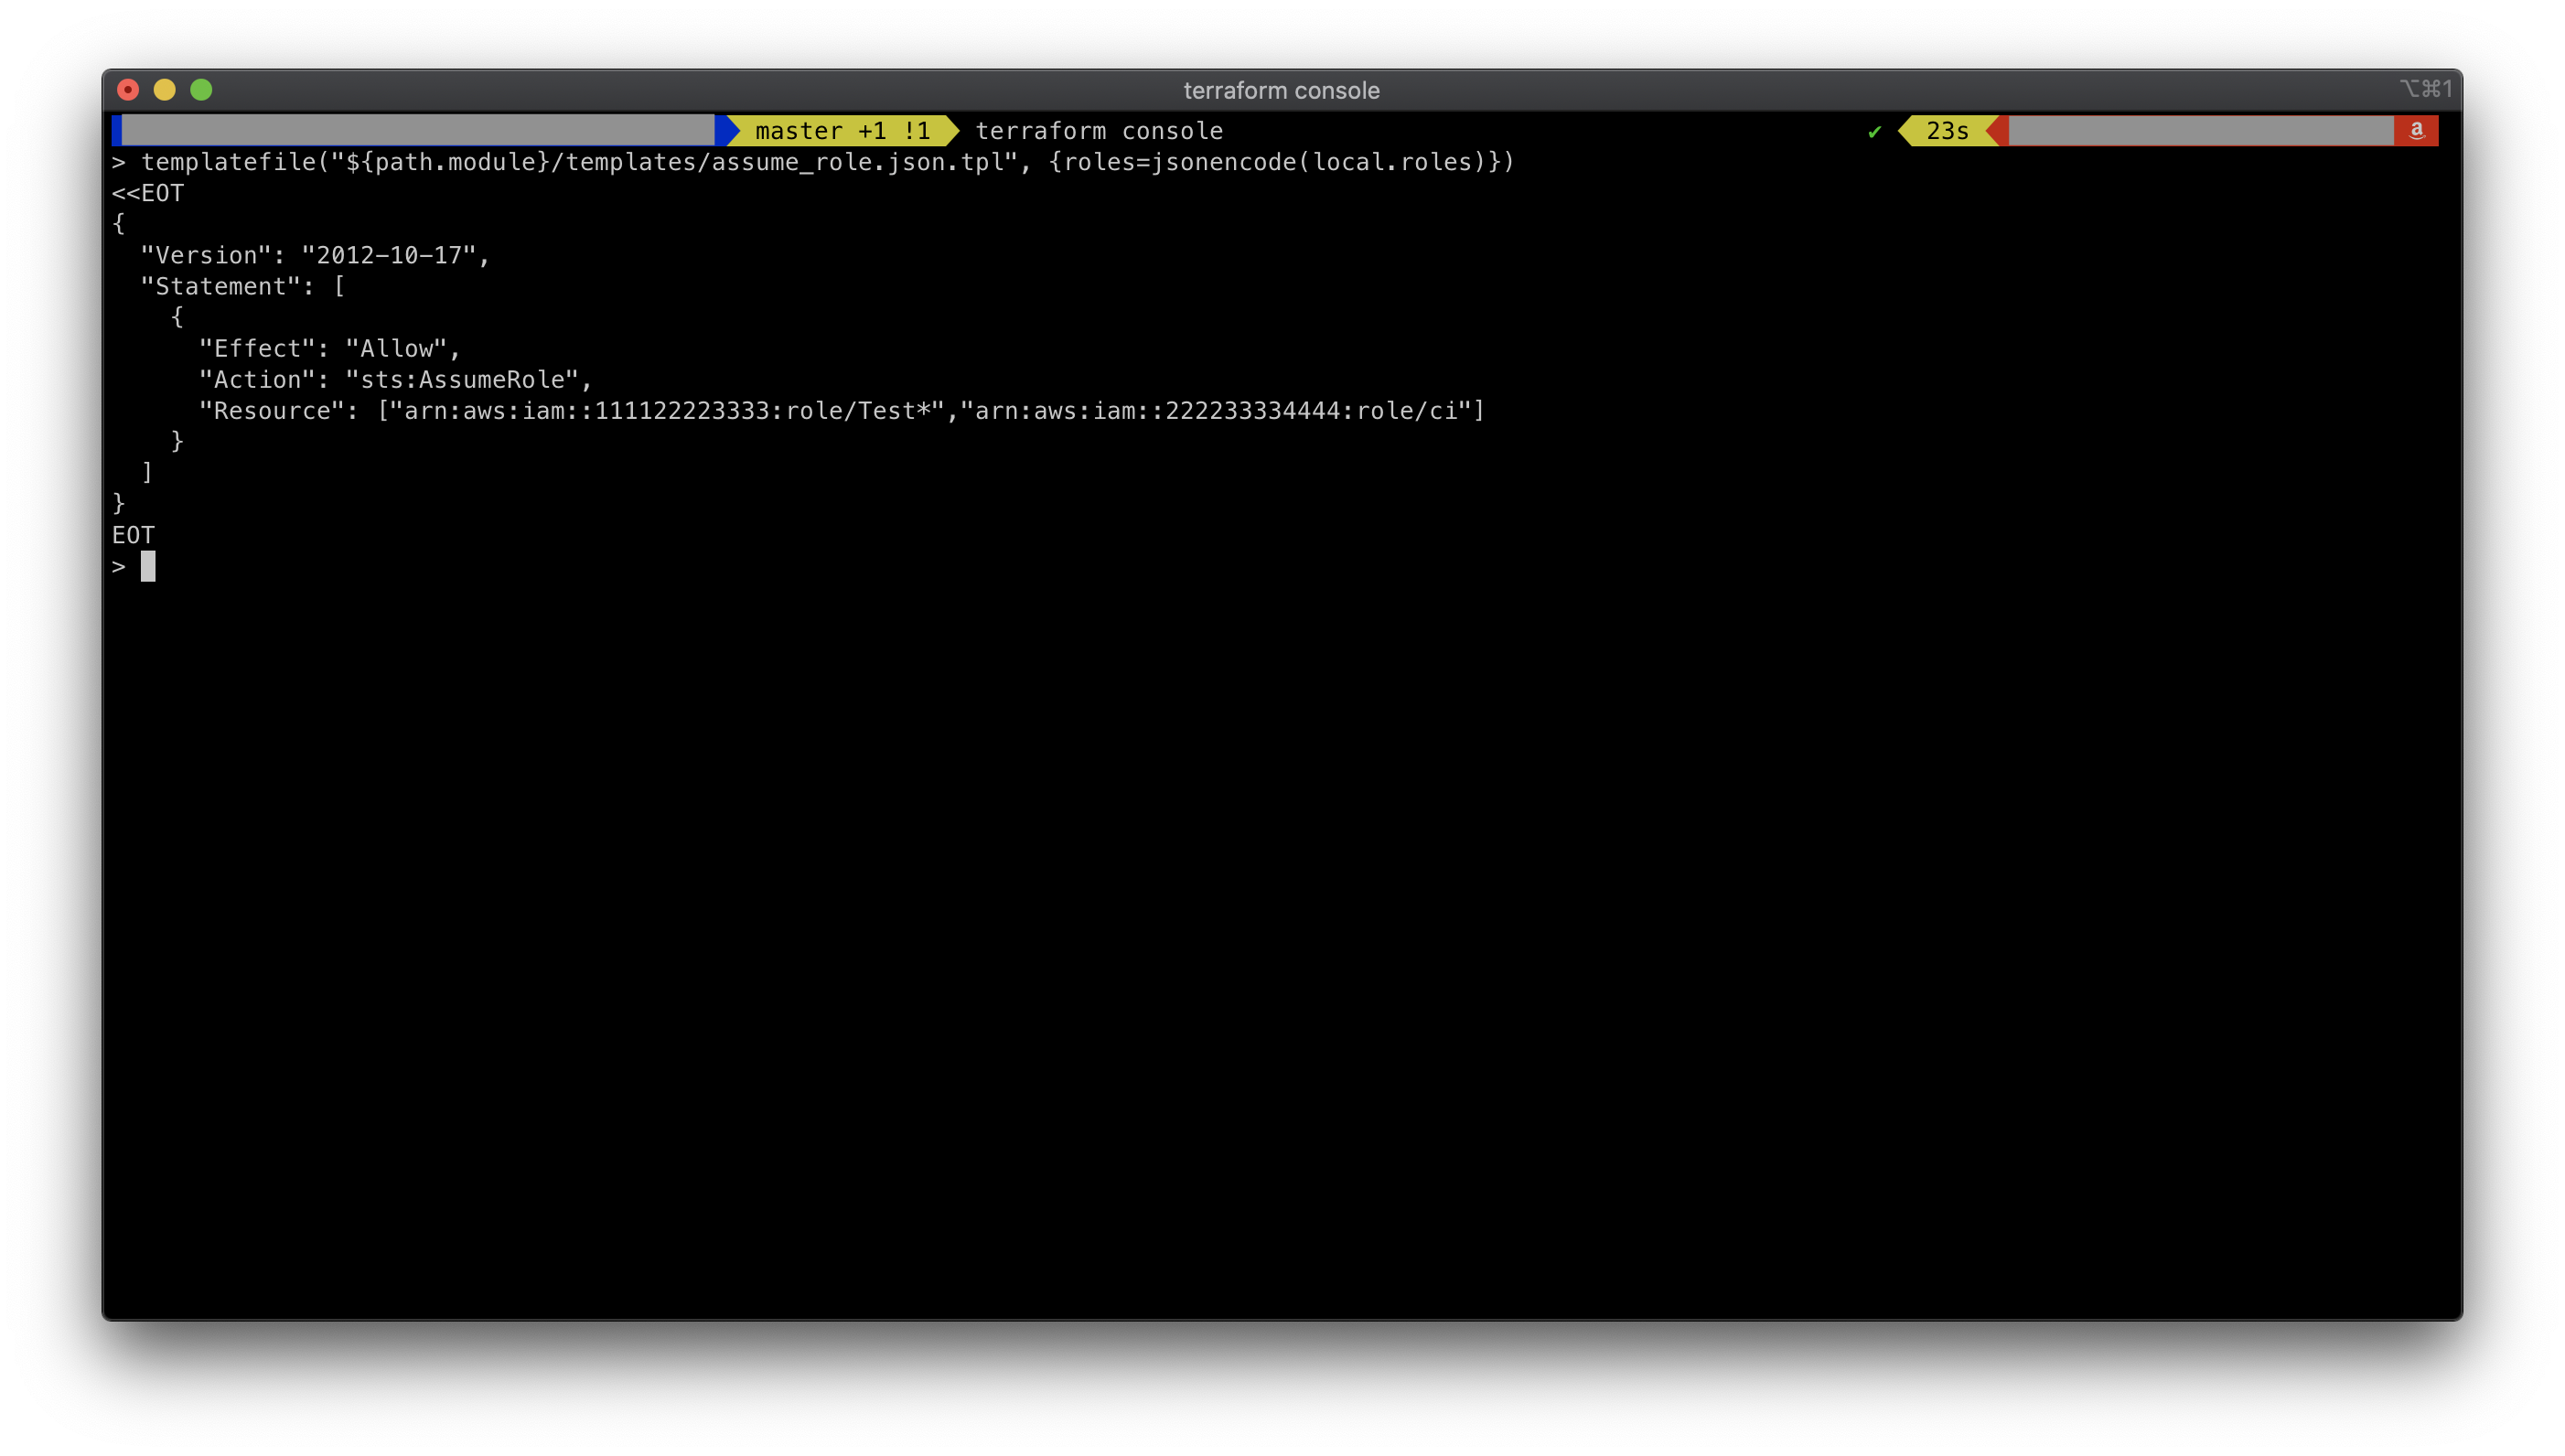 terraform console
⌥⌘1
master +1 !1 terraform console ✔ 23s a
> templatefile("${path.module}/templates/assume_role.json.tpl", {roles=jsonencode(local.roles)})
<<EOT
{
  "Version": "2012-10-17",
  "Statement": [
    {
      "Effect": "Allow",
      "Action": "sts:AssumeRole",
      "Resource": ["arn:aws:iam::111122223333:role/Test*","arn:aws:iam::222233334444:role/ci"]
    }
  ]
}
EOT
>